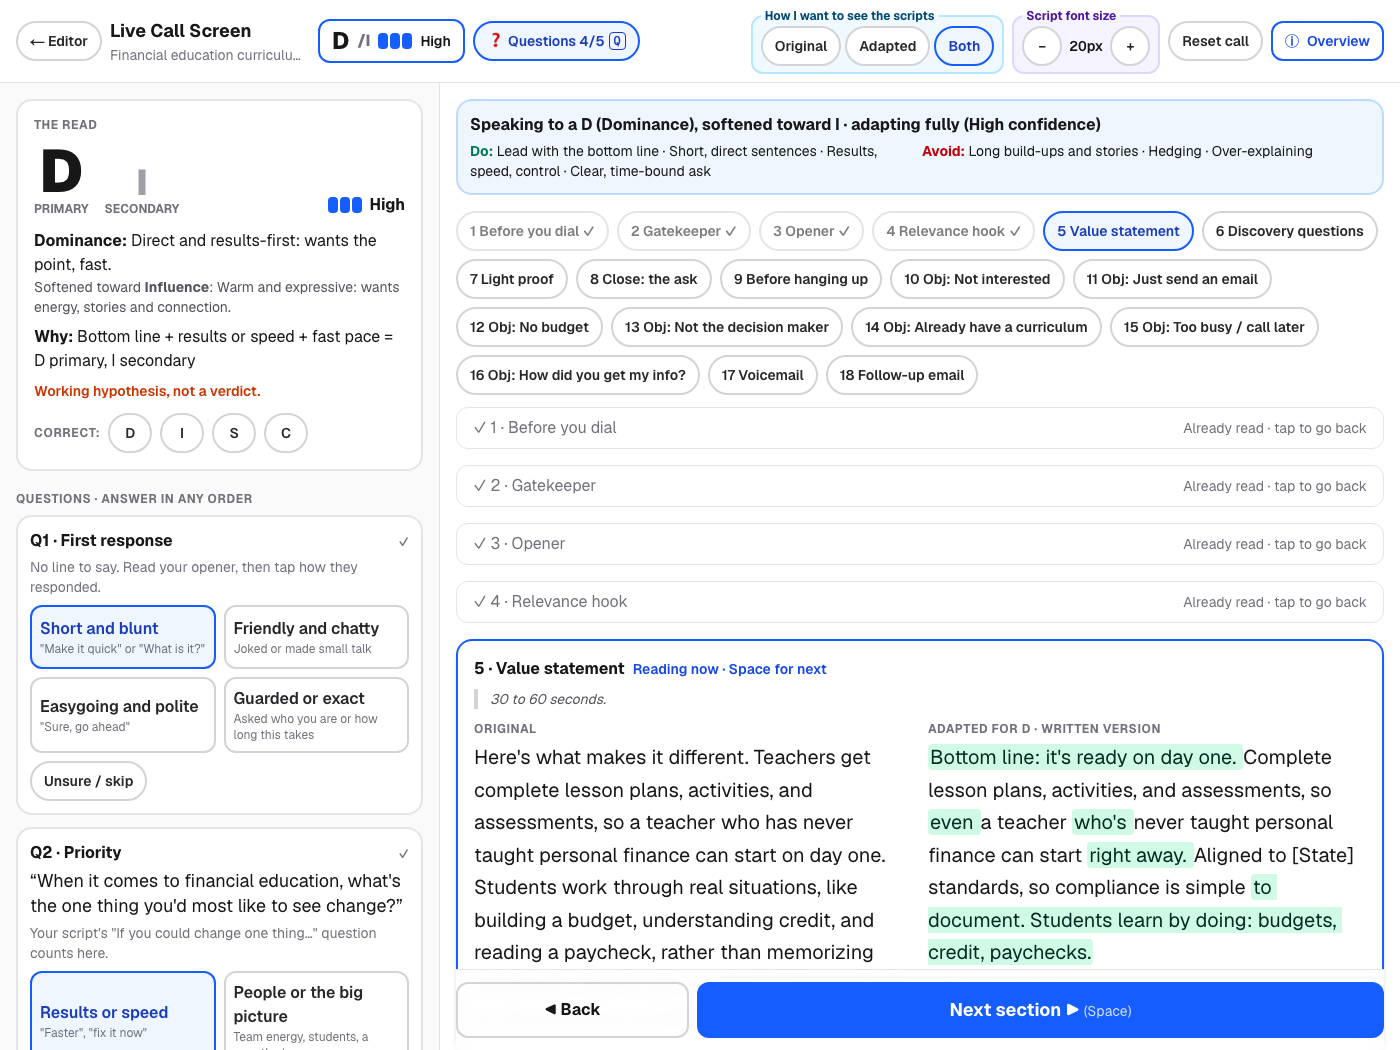 ← Editor
Live Call Screen
Financial education curriculu...
D /I High
❓ Questions 4/5 Q
How I want to see the scripts
Original Adapted Both
Script font size
− 20px +
Reset call
ⓘ Overview
THE READ
D I
PRIMARY SECONDARY
High
Dominance: Direct and results-first: wants the
point, fast.
Softened toward Influence: Warm and expressive: wants
energy, stories and connection.
Why: Bottom line + results or speed + fast pace =
D primary, I secondary
Working hypothesis, not a verdict.
CORRECT: D I S C
QUESTIONS · ANSWER IN ANY ORDER
Q1 · First response ✓
No line to say. Read your opener, then tap how they
responded.
Short and blunt
"Make it quick" or "What is it?"
Friendly and chatty
Joked or made small talk
Easygoing and polite
"Sure, go ahead"
Guarded or exact
Asked who you are or how
long this takes
Unsure / skip
Q2 · Priority ✓
“When it comes to financial education, what's
the one thing you'd most like to see change?”
Your script's "If you could change one thing..." question
counts here.
Results or speed
"Faster", "fix it now"
People or the big
picture
Team energy, students, a
Speaking to a D (Dominance), softened toward I · adapting fully (High confidence)
Do: Lead with the bottom line · Short, direct sentences · Results,
speed, control · Clear, time-bound ask
Avoid: Long build-ups and stories · Hedging · Over-explaining
1 Before you dial ✓
2 Gatekeeper ✓
3 Opener ✓
4 Relevance hook ✓
5 Value statement
6 Discovery questions
7 Light proof
8 Close: the ask
9 Before hanging up
10 Obj: Not interested
11 Obj: Just send an email
12 Obj: No budget
13 Obj: Not the decision maker
14 Obj: Already have a curriculum
15 Obj: Too busy / call later
16 Obj: How did you get my info?
17 Voicemail
18 Follow-up email
✓ 1 · Before you dial Already read · tap to go back
✓ 2 · Gatekeeper Already read · tap to go back
✓ 3 · Opener Already read · tap to go back
✓ 4 · Relevance hook Already read · tap to go back
5 · Value statement Reading now · Space for next
30 to 60 seconds.
ORIGINAL
Here's what makes it different. Teachers get
complete lesson plans, activities, and
assessments, so a teacher who has never
taught personal finance can start on day one.
Students work through real situations, like
building a budget, understanding credit, and
reading a paycheck, rather than memorizing
ADAPTED FOR D · WRITTEN VERSION
Bottom line: it's ready on day one. Complete
lesson plans, activities, and assessments, so
even a teacher who's never taught personal
finance can start right away. Aligned to [State]
standards, so compliance is simple to
document. Students learn by doing: budgets,
credit, paychecks.
◀ Back
Next section ▶ (Space)